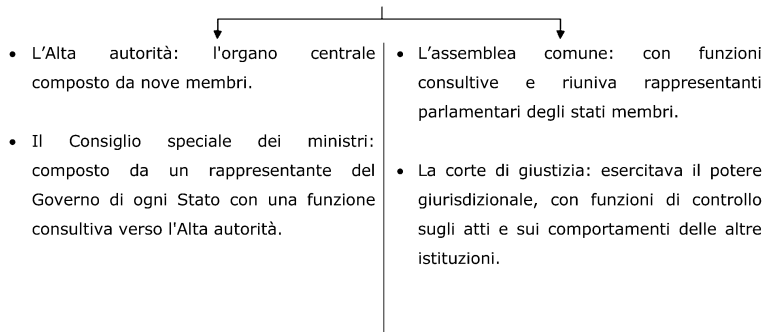 • L'Alta autorità: l'organo centrale
composto da nove membri.
• Il Consiglio speciale dei ministri:
composto da un rappresentante del
Governo di ogni Stato con una funzione
consultiva verso l'Alta autorità.
• L’assemblea comune: con funzioni
consultive e riuniva rappresentanti
parlamentari degli stati membri.
• La corte di giustizia: esercitava il potere
giurisdizionale, con funzioni di controllo
sugli atti e sui comportamenti delle altre
istituzioni.